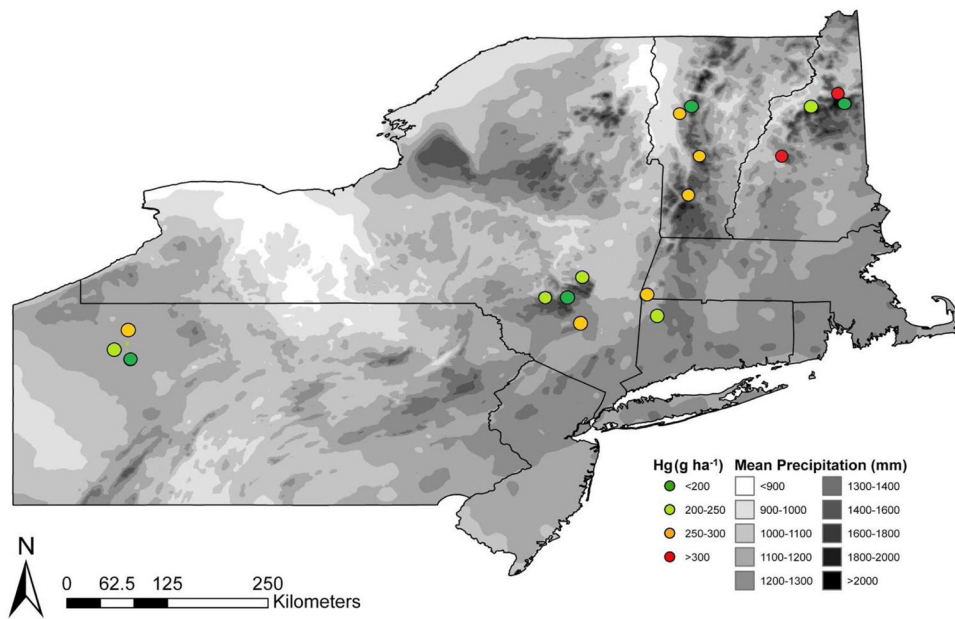 Hg (g ha⁻¹) Mean Precipitation (mm)
<200 <900 1300-1400
200-250 900-1000 1400-1600
250-300 1000-1100 1600-1800
>300 1100-1200 1800-2000
1200-1300 >2000
N
0 62.5 125 250
Kilometers